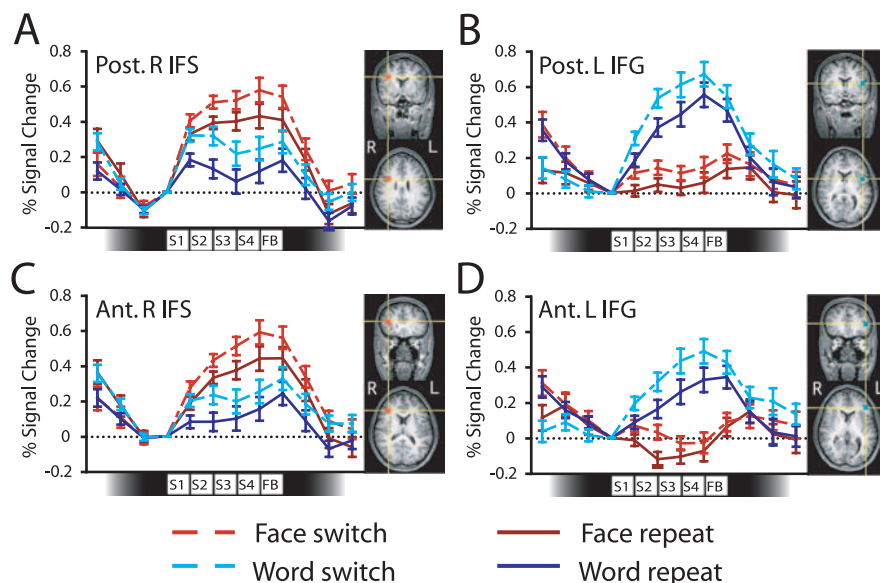 A
B
Post. R IFS
Post. L IFG
% Signal Change
0.8
0.6
0.4
0.2
0
-0.2
S1 S2 S3 S4 FB
R L
% Signal Change
0.8
0.6
0.4
0.2
0
-0.2
S1 S2 S3 S4 FB
R L
C
D
Ant. R IFS
Ant. L IFG
% Signal Change
0.8
0.6
0.4
0.2
0
-0.2
S1 S2 S3 S4 FB
R L
% Signal Change
0.8
0.6
0.4
0.2
0
-0.2
S1 S2 S3 S4 FB
R L
Face switch
Face repeat
Word switch
Word repeat